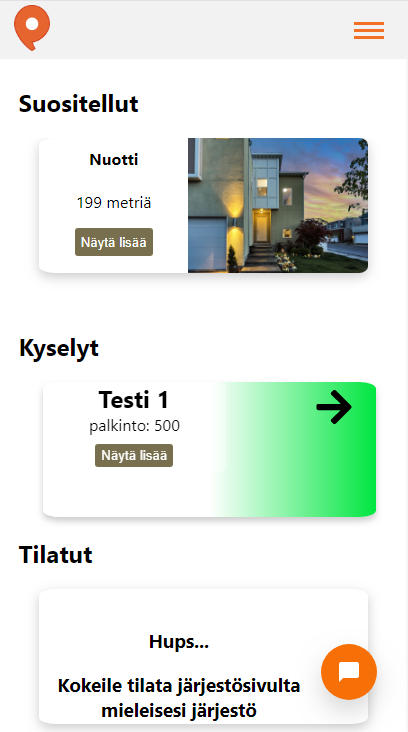 Suositellut
Nuotti
199 metriä
Näytä lisää
Kyselyt
Testi 1
palkinto: 500
Näytä lisää
Tilatut
Hups...
Kokeile tilata järjestösivulta
mieleisesi järjestö